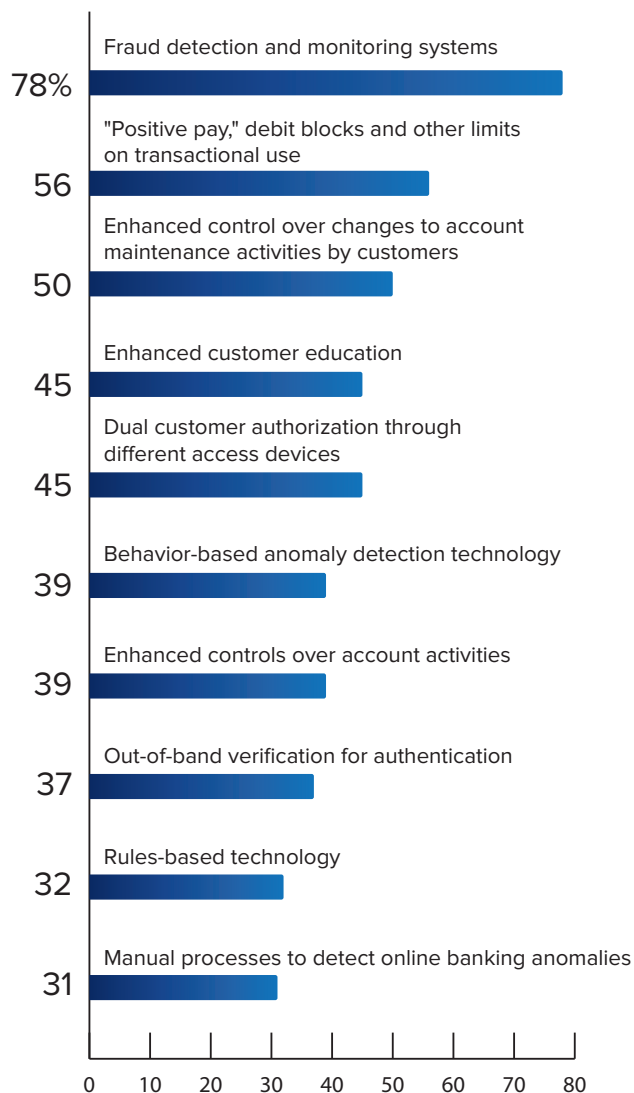 Fraud detection and monitoring systems
78%
"Positive pay," debit blocks and other limits
on transactional use
56
Enhanced control over changes to account
maintenance activities by customers
50
Enhanced customer education
45
Dual customer authorization through
different access devices
45
Behavior-based anomaly detection technology
39
Enhanced controls over account activities
39
Out-of-band verification for authentication
37
Rules-based technology
32
Manual processes to detect online banking anomalies
31
0 10 20 30 40 50 60 70 80